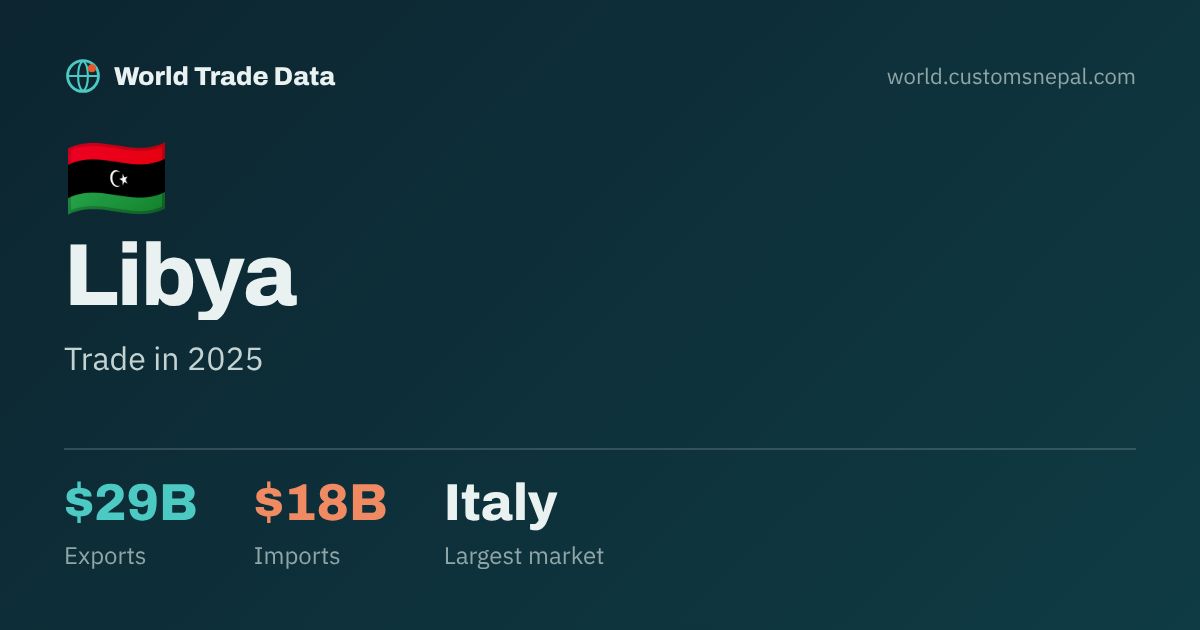 World Trade Data
world.customsnepal.com
Libya
Trade in 2025
$29B
Exports
$18B
Imports
Italy
Largest market